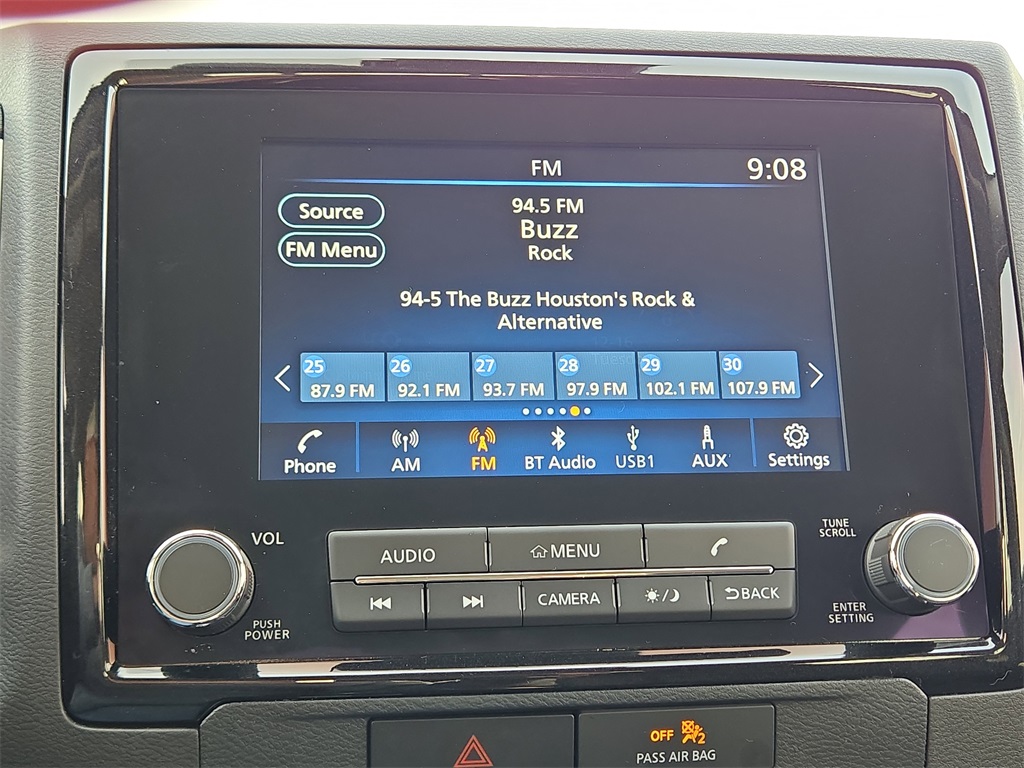 FM
9:08
Source
94.5 FM
FM Menu
Buzz
Rock
94-5 The Buzz Houston's Rock &
Alternative
25 26 27 28 29 30
87.9 FM 92.1 FM 93.7 FM 97.9 FM 102.1 FM 107.9 FM
Phone AM FM BT Audio USB1 AUX Settings
VOL
AUDIO MENU
TUNE
SCROLL
CAMERA BACK
PUSH
POWER
ENTER
SETTING
OFF 2
PASS AIR BAG